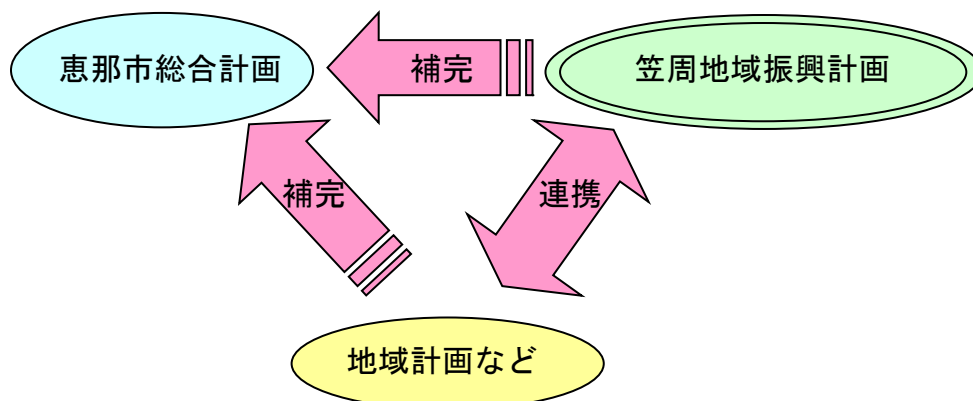 恵那市総合計画
補完
笠周地域振興計画
補完
連携
地域計画など